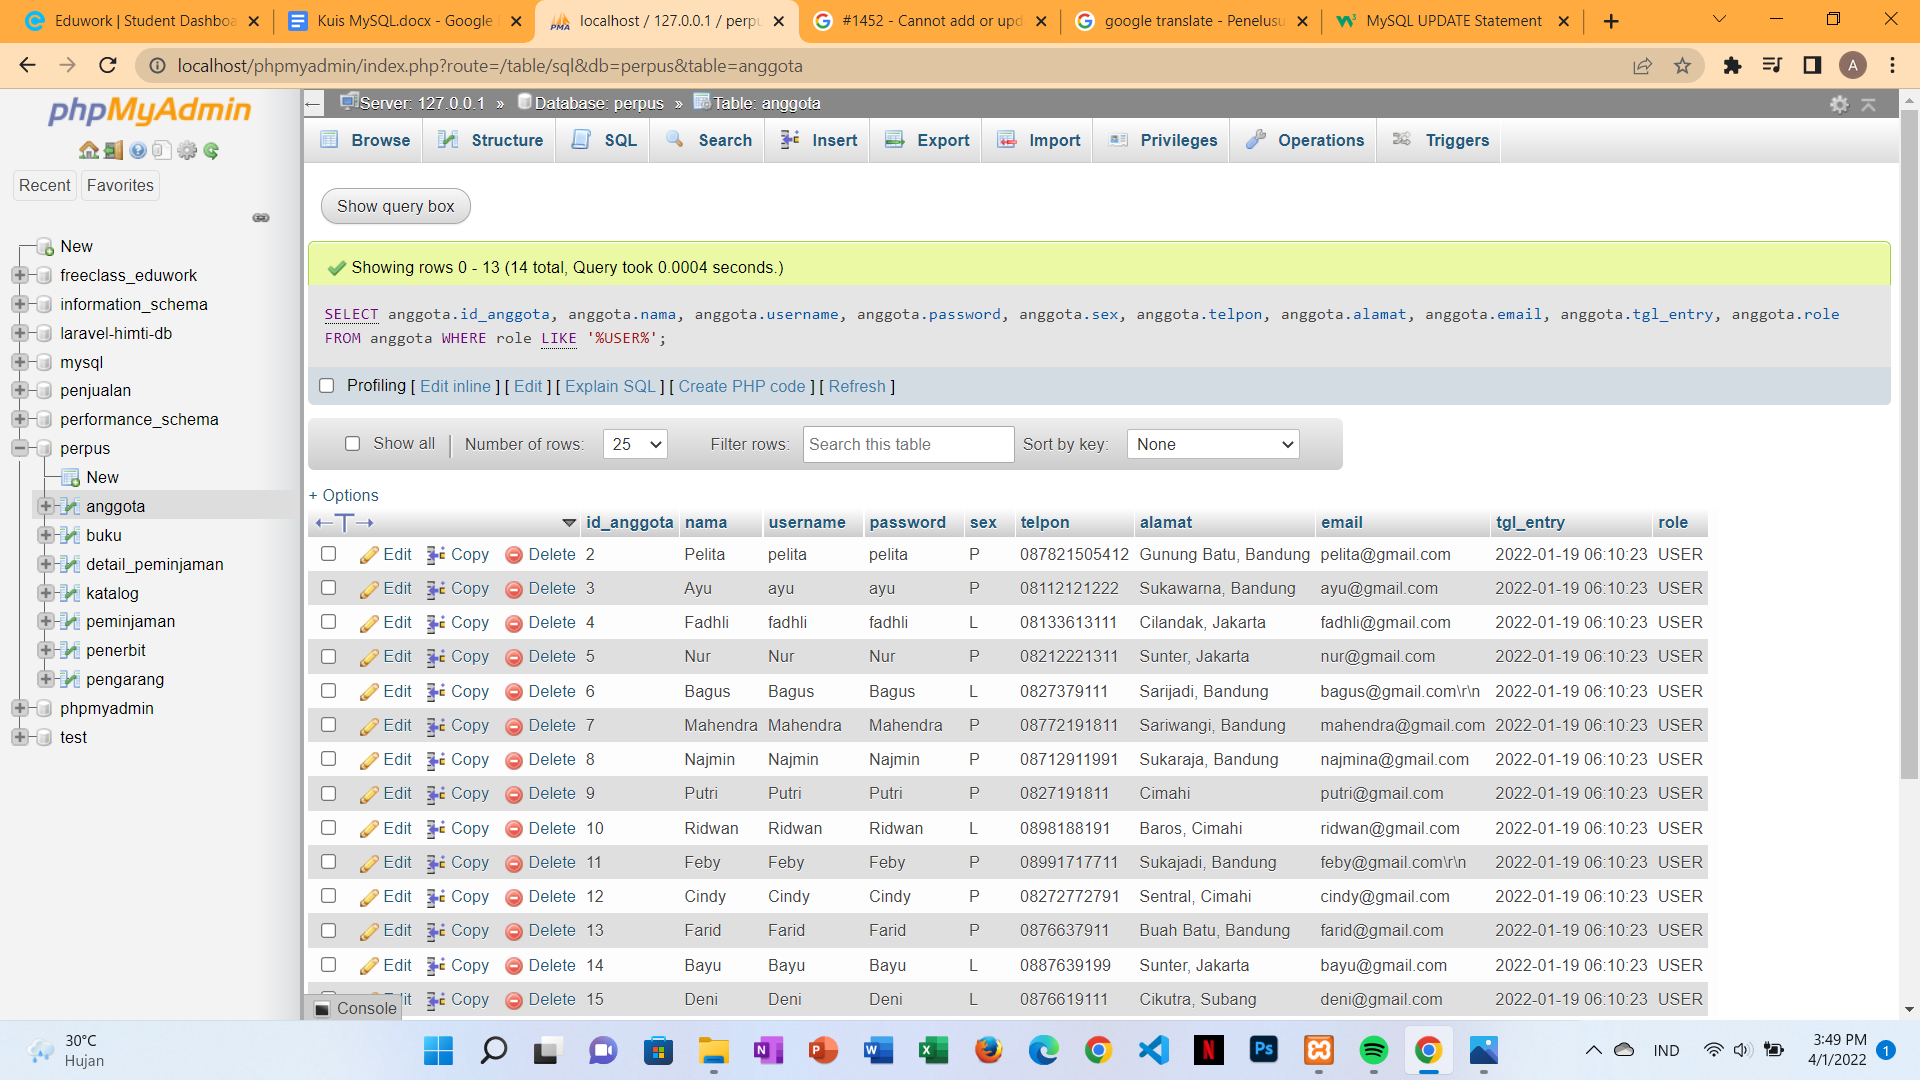 Eduwork | Student Dashboa
Kuis MySQL.docx - Google
localhost / 127.0.0.1 / perpu
#1452 - Cannot add or upd
google translate - Penelusu
MySQL UPDATE Statement
localhost/phpmyadmin/index.php?route=/table/sql&db=perpus&table=anggota
A
phpMyAdmin
Recent
Favorites
New
freeclass_eduwork
information_schema
laravel-himti-db
mysql
penjualan
performance_schema
perpus
New
anggota
buku
detail_peminjaman
katalog
peminjaman
penerbit
pengarang
phpmyadmin
test
Server: 127.0.0.1 » Database: perpus » Table: anggota
Browse Structure SQL Search Insert Export Import Privileges Operations Triggers
Show query box
Showing rows 0 - 13 (14 total, Query took 0.0004 seconds.)
SELECT anggota.id_anggota, anggota.nama, anggota.username, anggota.password, anggota.sex, anggota.telpon, anggota.alamat, anggota.email, anggota.tgl_entry, anggota.role
FROM anggota WHERE role LIKE '%USER%';
Profiling [ Edit inline ] [ Edit ] [ Explain SQL ] [ Create PHP code ] [ Refresh ]
Show all | Number of rows: 25 Filter rows: Search this table Sort by key: None
+ Options
←T→ id_anggota nama username password sex telpon alamat email tgl_entry role
Edit Copy Delete 2 Pelita pelita pelita P 087821505412 Gunung Batu, Bandung pelita@gmail.com 2022-01-19 06:10:23 USER
Edit Copy Delete 3 Ayu ayu ayu P 08112121222 Sukawarna, Bandung ayu@gmail.com 2022-01-19 06:10:23 USER
Edit Copy Delete 4 Fadhli fadhli fadhli L 08133613111 Cilandak, Jakarta fadhli@gmail.com 2022-01-19 06:10:23 USER
Edit Copy Delete 5 Nur Nur Nur P 08212221311 Sunter, Jakarta nur@gmail.com 2022-01-19 06:10:23 USER
Edit Copy Delete 6 Bagus Bagus Bagus L 0827379111 Sarijadi, Bandung bagus@gmail.com\r\n 2022-01-19 06:10:23 USER
Edit Copy Delete 7 Mahendra Mahendra Mahendra P 08772191811 Sariwangi, Bandung mahendra@gmail.com 2022-01-19 06:10:23 USER
Edit Copy Delete 8 Najmin Najmin Najmin P 08712911991 Sukaraja, Bandung najmina@gmail.com 2022-01-19 06:10:23 USER
Edit Copy Delete 9 Putri Putri Putri P 0827191811 Cimahi putri@gmail.com 2022-01-19 06:10:23 USER
Edit Copy Delete 10 Ridwan Ridwan Ridwan L 0898188191 Baros, Cimahi ridwan@gmail.com 2022-01-19 06:10:23 USER
Edit Copy Delete 11 Feby Feby Feby P 08991717711 Sukajadi, Bandung feby@gmail.com\r\n 2022-01-19 06:10:23 USER
Edit Copy Delete 12 Cindy Cindy Cindy P 08272772791 Sentral, Cimahi cindy@gmail.com 2022-01-19 06:10:23 USER
Edit Copy Delete 13 Farid Farid Farid P 0876637911 Buah Batu, Bandung farid@gmail.com 2022-01-19 06:10:23 USER
Edit Copy Delete 14 Bayu Bayu Bayu L 0887639199 Sunter, Jakarta bayu@gmail.com 2022-01-19 06:10:23 USER
Copy Delete 15 Deni Deni Deni L 0876619111 Cikutra, Subang deni@gmail.com 2022-01-19 06:10:23 USER
Console
30°C
Hujan
IND
3:49 PM
4/1/2022
1